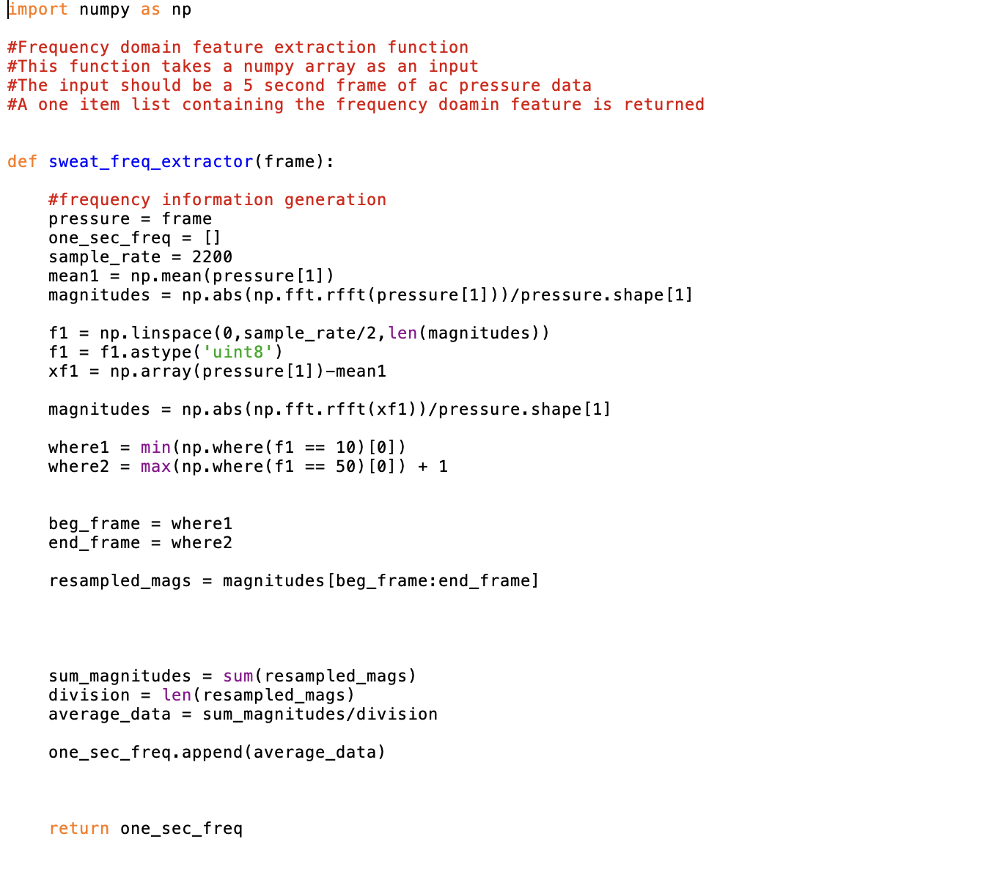 import numpy as np
#Frequency domain feature extraction function
#This function takes a numpy array as an input
#The input should be a 5 second frame of ac pressure data
#A one item list containing the frequency doamin feature is returned
def sweat_freq_extractor(frame):
    #frequency information generation
    pressure = frame
    one_sec_freq = []
    sample_rate = 2200
    mean1 = np.mean(pressure[1])
    magnitudes = np.abs(np.fft.rfft(pressure[1]))/pressure.shape[1]
    f1 = np.linspace(0,sample_rate/2,len(magnitudes))
    f1 = f1.astype('uint8')
    xf1 = np.array(pressure[1])-mean1
    magnitudes = np.abs(np.fft.rfft(xf1))/pressure.shape[1]
    where1 = min(np.where(f1 == 10)[0])
    where2 = max(np.where(f1 == 50)[0]) + 1
    beg_frame = where1
    end_frame = where2
    resampled_mags = magnitudes[beg_frame:end_frame]
    sum_magnitudes = sum(resampled_mags)
    division = len(resampled_mags)
    average_data = sum_magnitudes/division
    one_sec_freq.append(average_data)
    return one_sec_freq